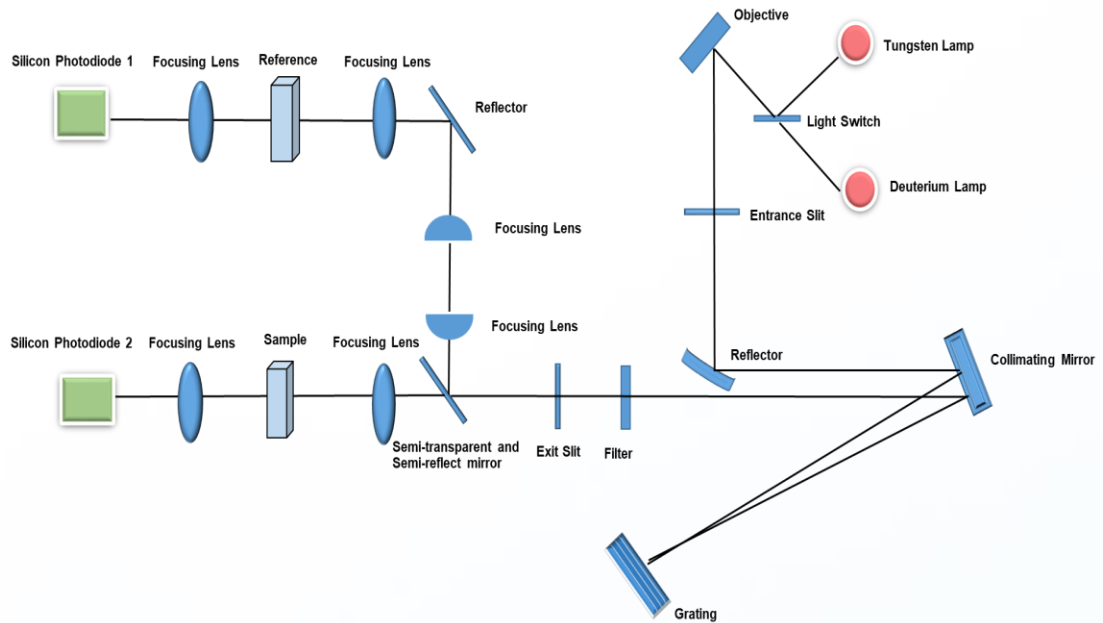 Objective
Tungsten Lamp
Silicon Photodiode 1
Focusing Lens
Reference
Focusing Lens
Reflector
Light Switch
Deuterium Lamp
Entrance Slit
Focusing Lens
Focusing Lens
Silicon Photodiode 2
Focusing Lens
Sample
Focusing Lens
Reflector
Collimating Mirror
Semi-transparent and
Semi-reflect mirror
Exit Slit
Filter
Grating